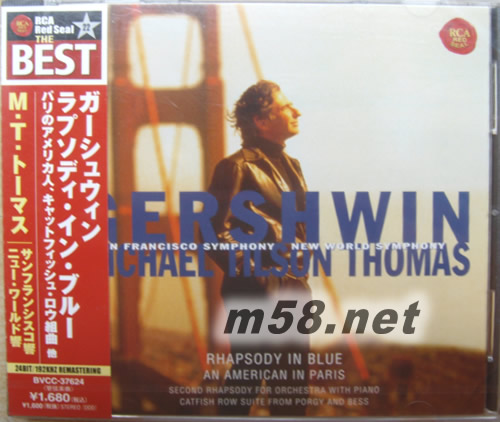 RCA
Red Seal
THE
BEST
ガーシュウィン
ラプソディ・イン・ブルー
パリのアメリカ人、キャットフィッシュ・ロウ組曲 他
M・T・トーマス
サンフランシスコ響
ニュー・ワールド響
24BIT/192KHZ REMASTERING
BVCC-37624
¥1,680(税込)
RCA
RED
SEAL
GERSHWIN
N FRANCISCO SYMPHONY NEW WORLD SYMPHONY
MICHAEL TILSON THOMAS
m58.net
RHAPSODY IN BLUE
AN AMERICAN IN PARIS
SECOND RHAPSODY FOR ORCHESTRA WITH PIANO
CATFISH ROW SUITE FROM PORGY AND BESS